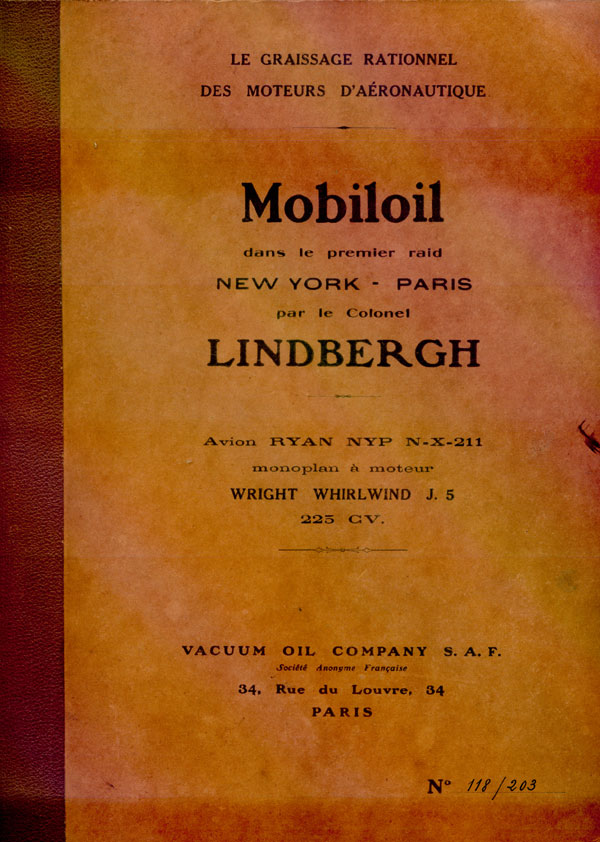 LE GRAISSAGE RATIONNEL
DES MOTEURS D'AÉRONAUTIQUE
Mobiloil
dans le premier raid
NEW YORK - PARIS
par le Colonel
LINDBERGH
Avion RYAN NYP N-X-211
monoplan à moteur
WRIGHT WHIRLWIND J. 5
225 CV.
VACUUM OIL COMPANY S. A. F.
Société Anonyme Française
34, Rue du Louvre, 34
PARIS
N° 118/203